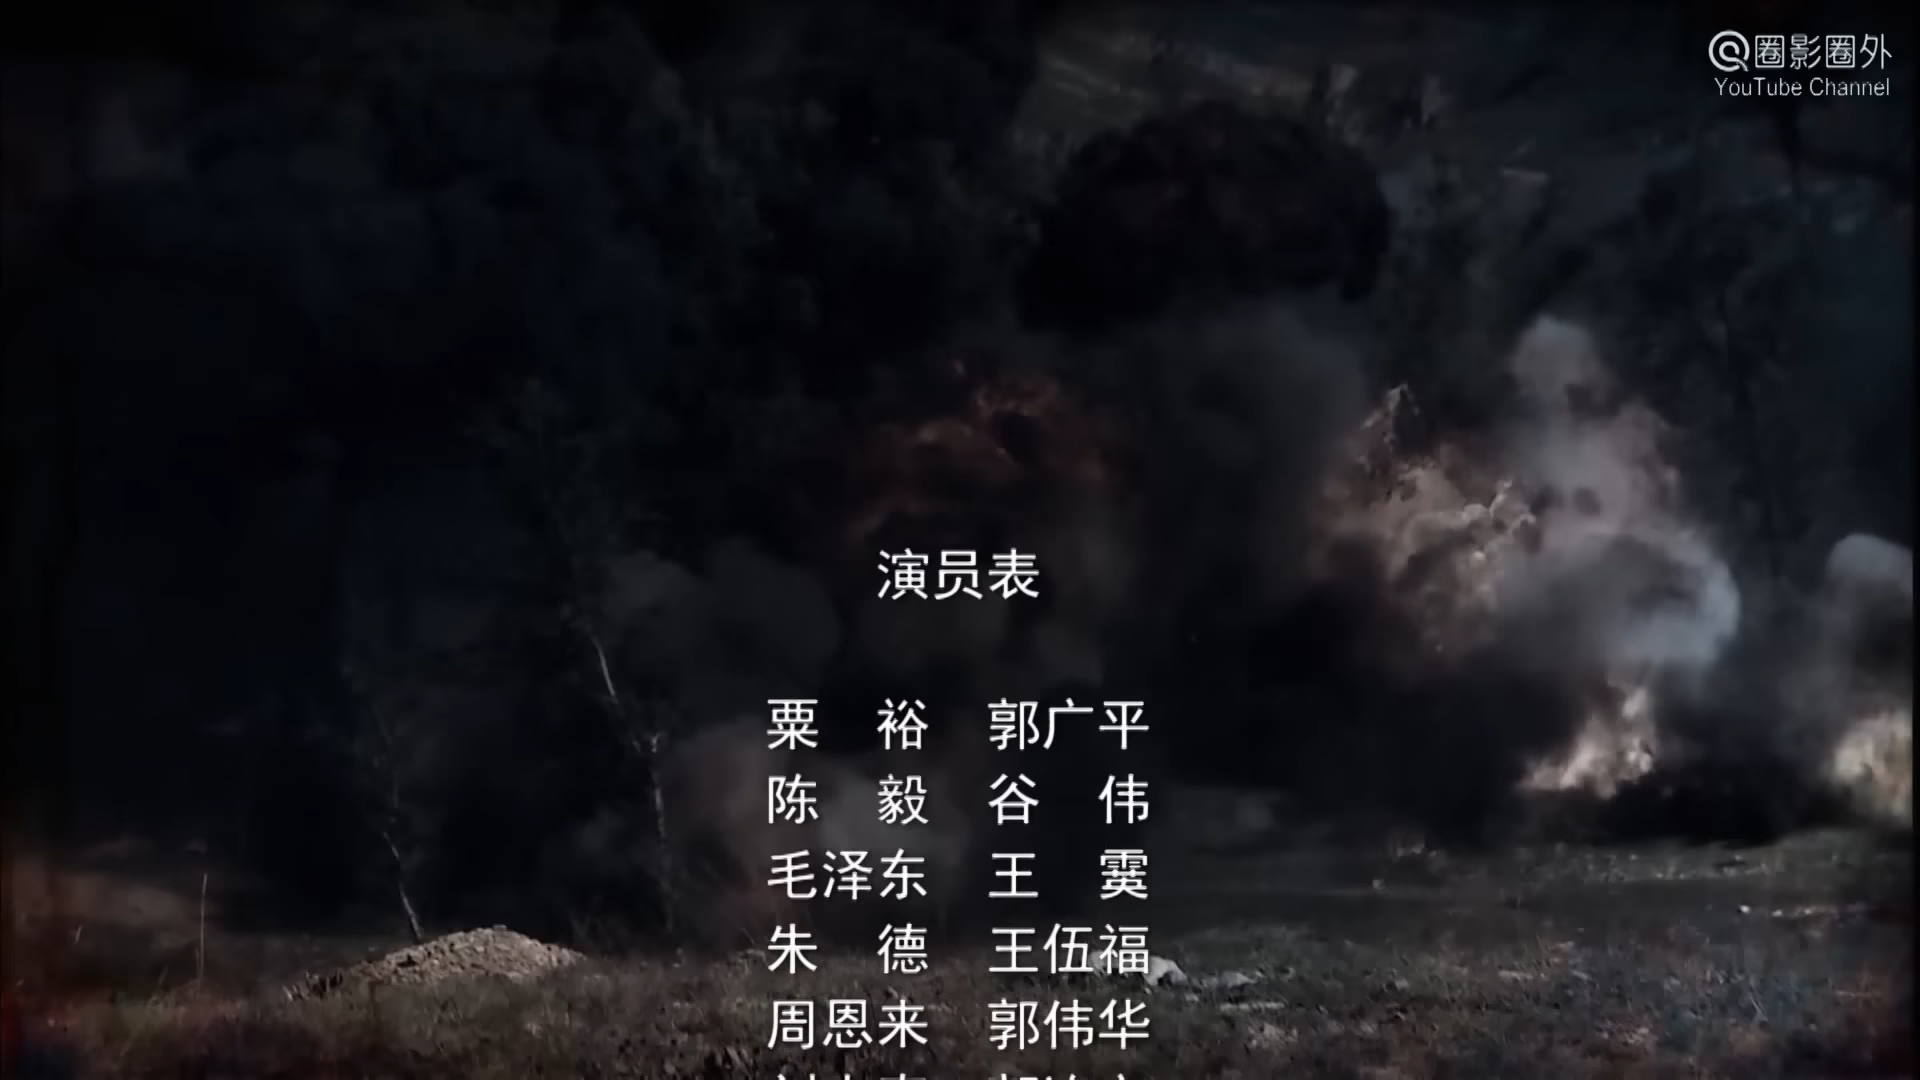 圈影圈外
YouTube Channel
演员表
粟 裕 郭广平
陈 毅 谷 伟
毛泽东 王 霙
朱 德 王伍福
周恩来 郭伟华